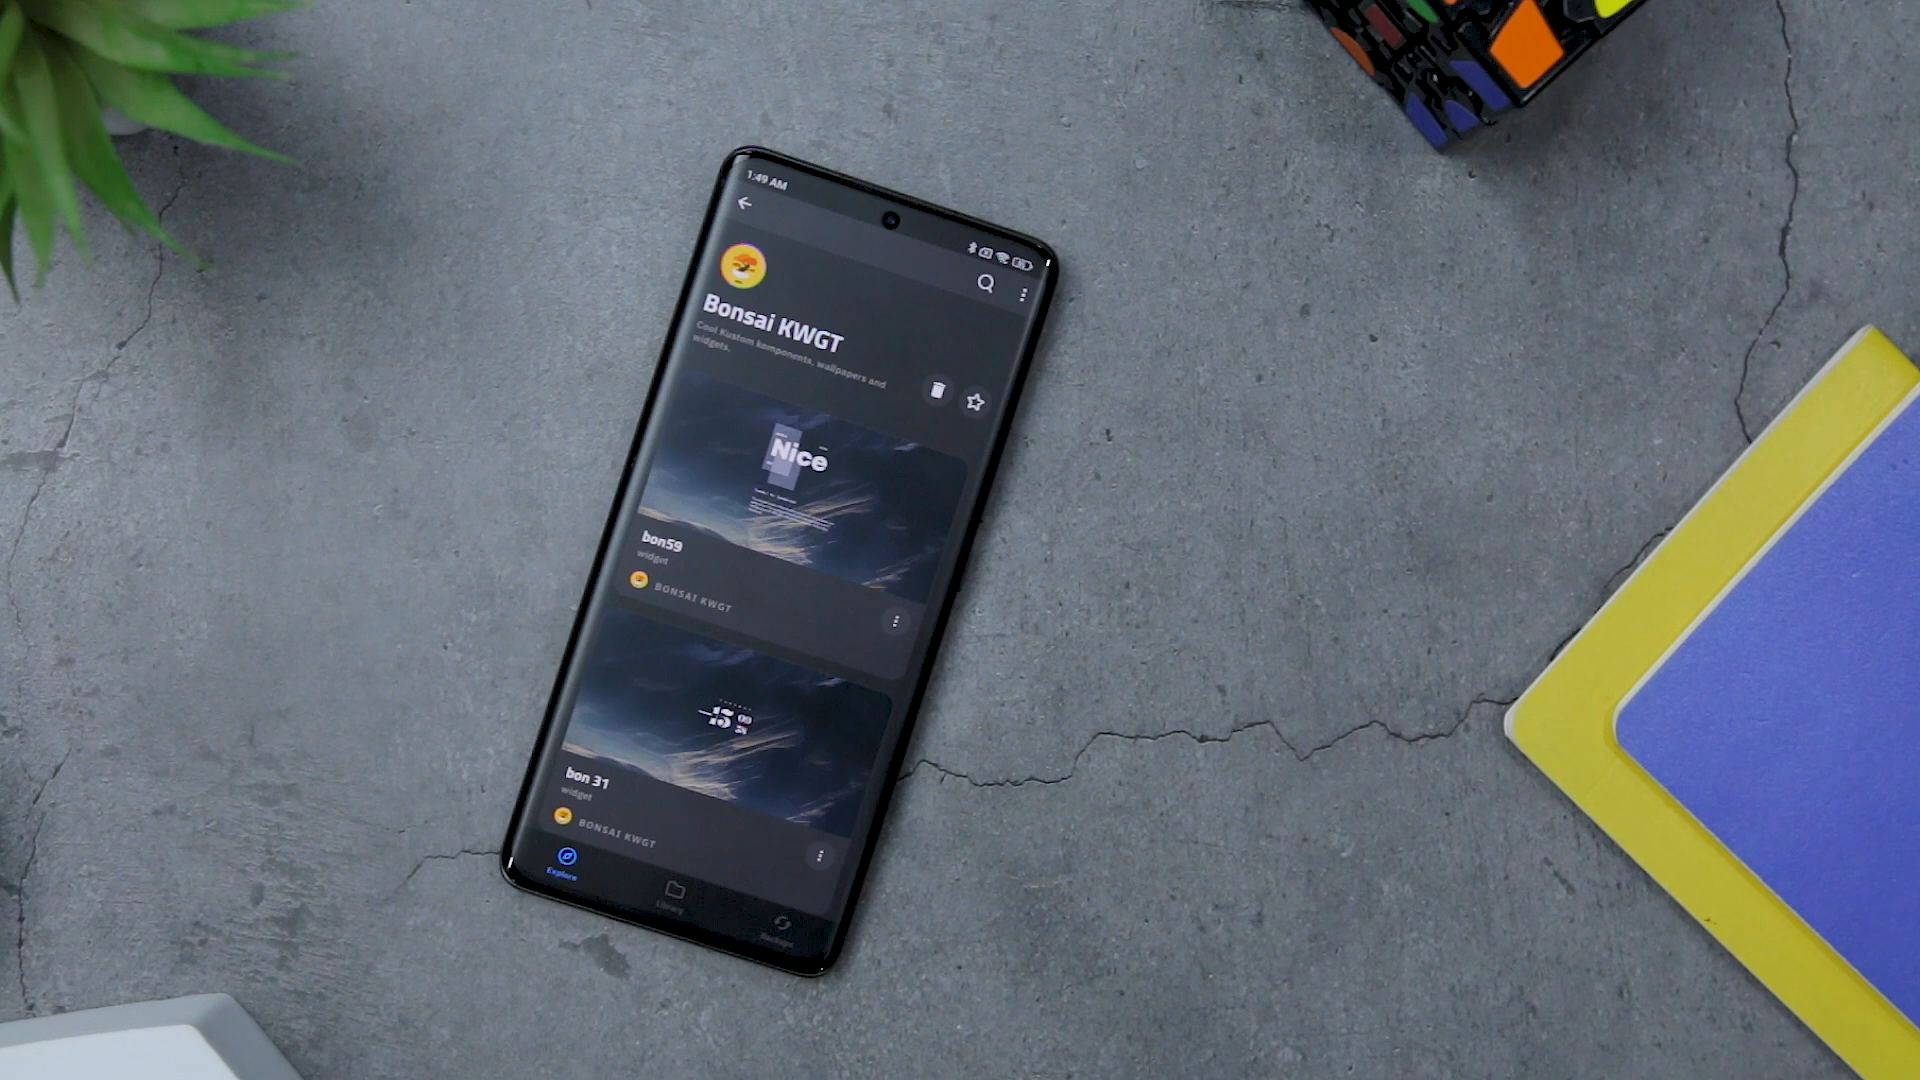 1:49 AM
Bonsai KWGT
Cool Kustom komponents, wallpapers and
widgets.
Nice
bon59
widget
BONSAI KWGT
bon 31
widget
BONSAI KWGT
Explore
Library